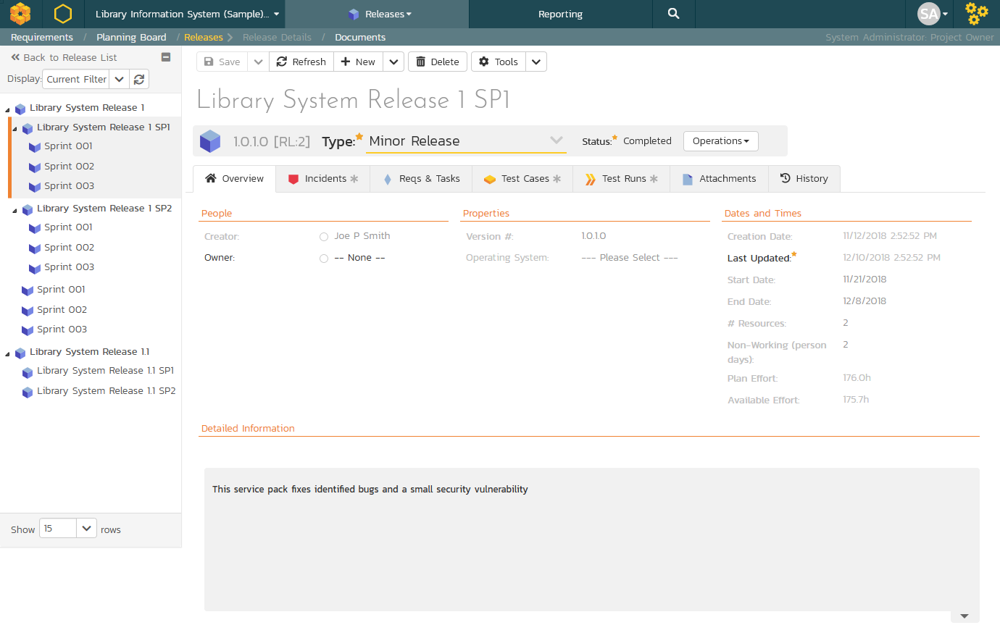 Library Information System (Sample)...
Releases
Reporting
SA
Requirements / Planning Board / Releases Release Details / Documents
System Administrator: Project Owner
Back to Release List
Display: Current Filter
Library System Release 1
Library System Release 1 SP1
Sprint 001
Sprint 002
Sprint 003
Library System Release 1 SP2
Sprint 001
Sprint 002
Sprint 003
Sprint 001
Sprint 002
Sprint 003
Library System Release 1.1
Library System Release 1.1 SP1
Library System Release 1.1 SP2
Show 15 rows
Save Refresh New Delete Tools
Library System Release 1 SP1
1.0.1.0 [RL:2] Type: Minor Release Status: Completed Operations
Overview Incidents Reqs & Tasks Test Cases Test Runs Attachments History
People
Creator: Joe P Smith
Owner: -- None --
Properties
Version #: 1.0.1.0
Operating System: --- Please Select ---
Dates and Times
Creation Date: 11/12/2018 2:52:52 PM
Last Updated: 12/10/2018 2:52:52 PM
Start Date: 11/21/2018
End Date: 12/8/2018
# Resources: 2
Non-Working (person 2
days):
Plan Effort: 176.0h
Available Effort: 175.7h
Detailed Information
This service pack fixes identified bugs and a small security vulnerability